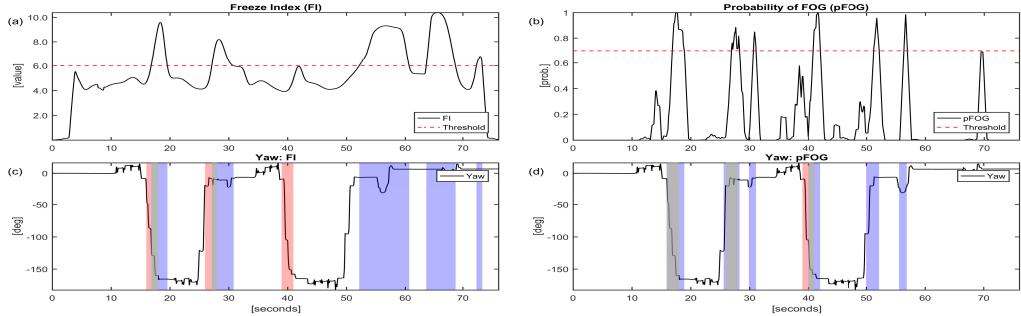 Freeze Index (FI)
(a)
10.0
8.0
6.0
4.0
2.0
[value]
FI
Threshold
0 10 20 30 40 50 60 70
Probability of FOG (pFOG)
(b)
1
0.8
0.6
0.4
0.2
0
[prob.]
pFOG
Threshold
0 10 20 30 40 50 60 70
Yaw: FI
(c)
0
-50
-100
-150
[deg]
Yaw
0 10 20 30 40 50 60 70
[seconds]
Yaw: pFOG
(d)
0
-50
-100
-150
[deg]
Yaw
0 10 20 30 40 50 60 70
[seconds]